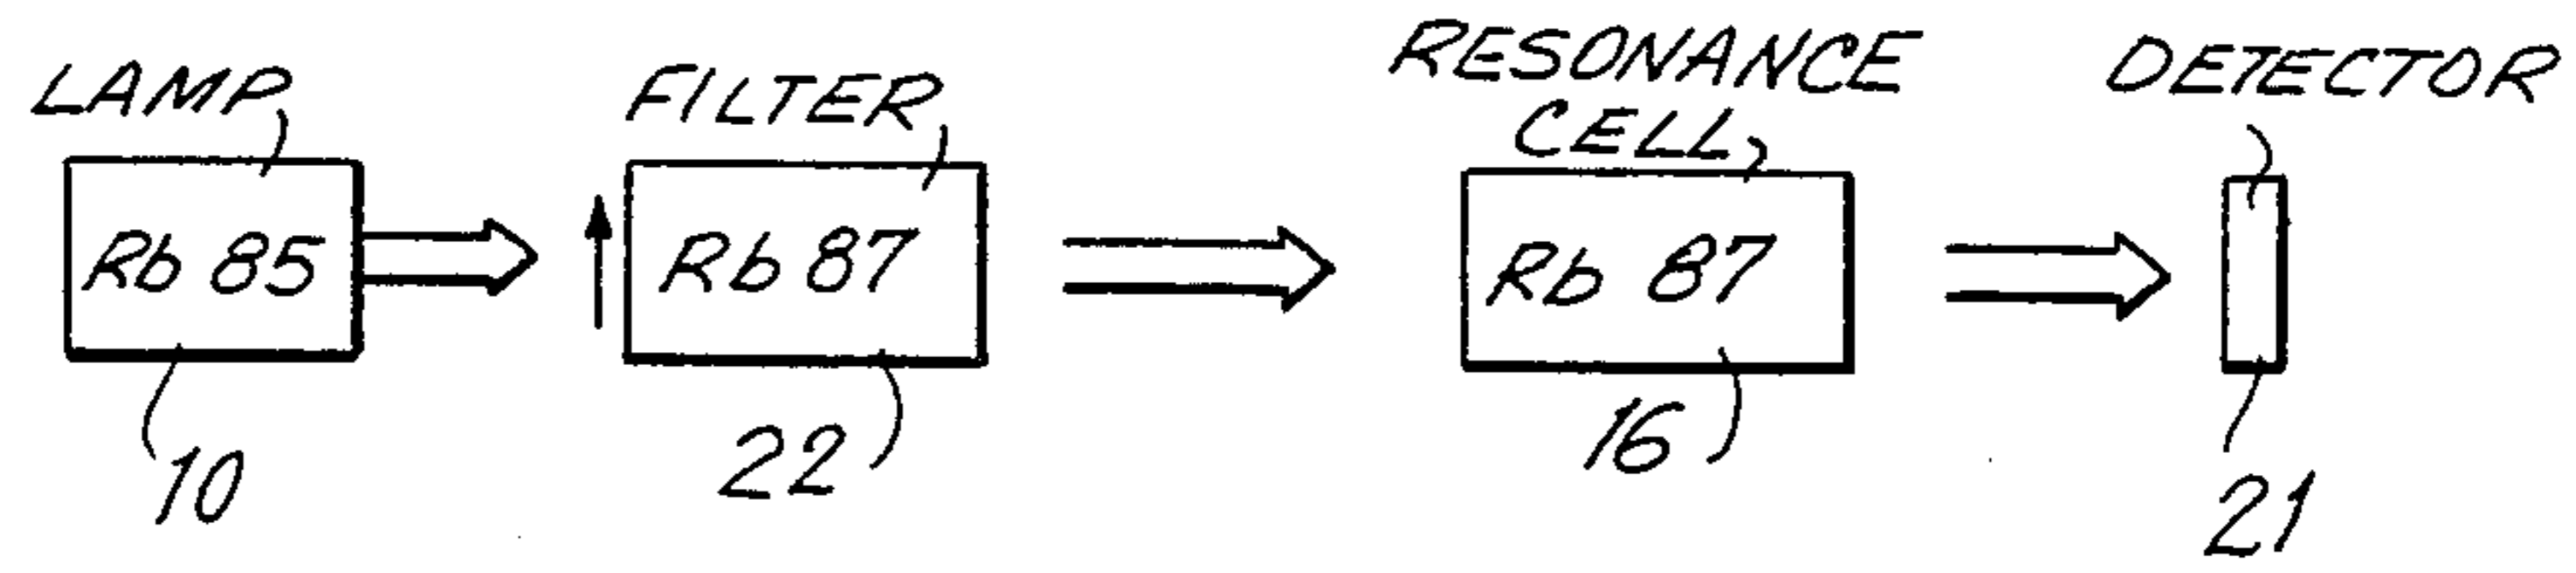 LAMP
FILTER
RESONANCE
CELL
DETECTOR
Rb 85
Rb 87
Rb 87
10
22
16
21